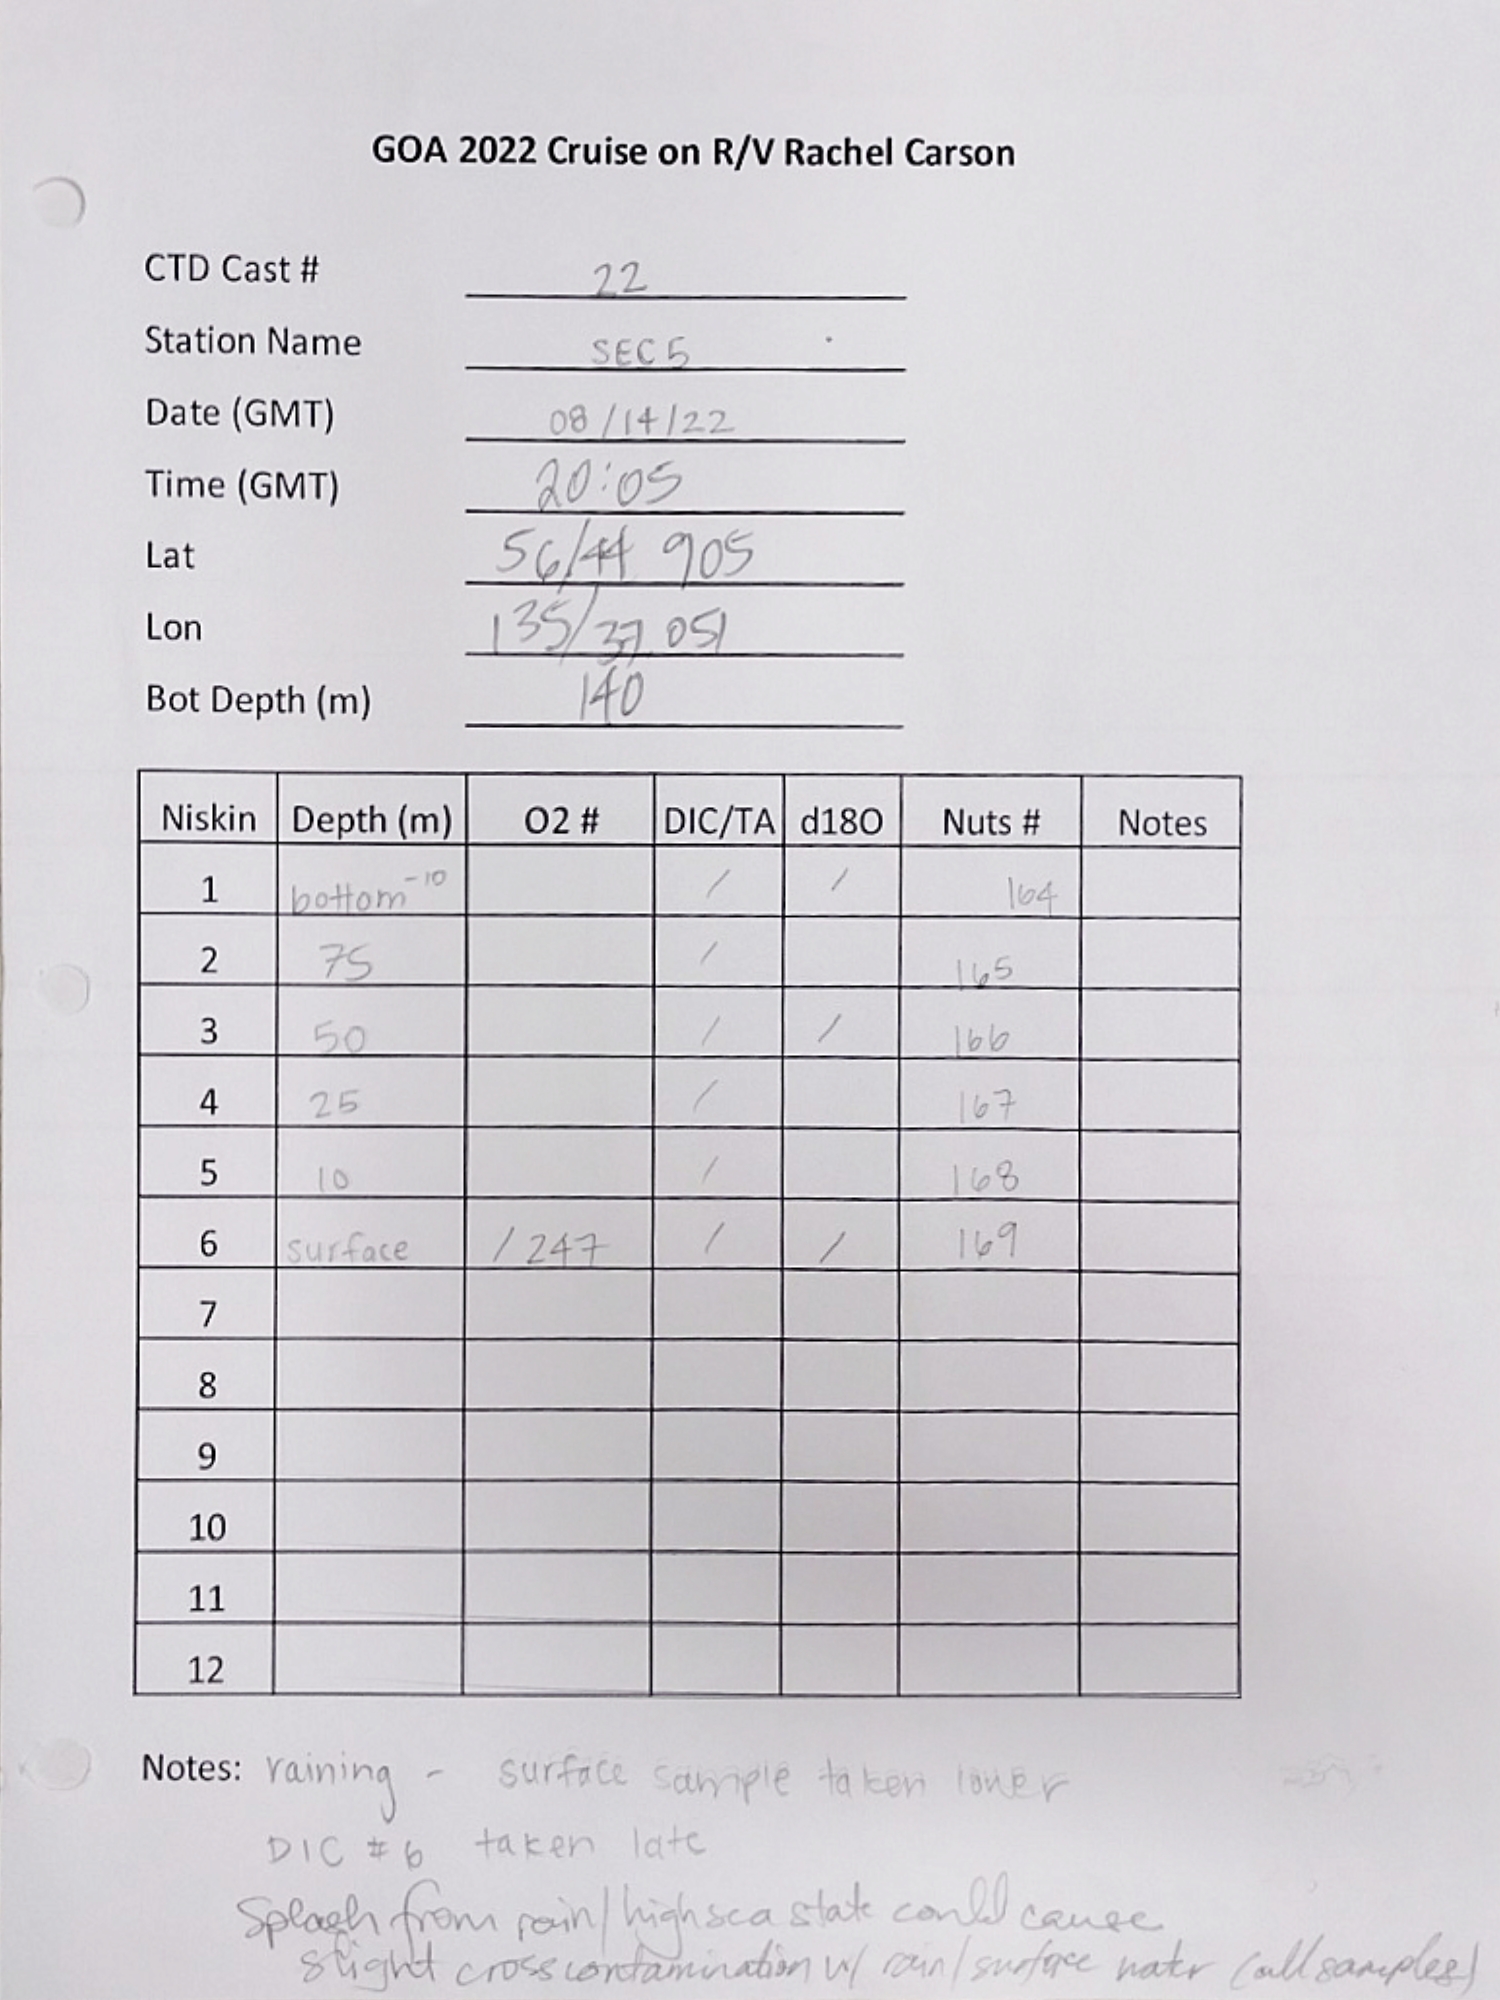 GOA 2022 Cruise on R/V Rachel Carson
CTD Cast # 22
Station Name SEC5
Date (GMT) 08/14/22
Time (GMT) 20:05
Lat 56/44 905
Lon 135/37.051
Bot Depth (m) 140
Niskin Depth (m) O2 # DIC/TA d18O Nuts # Notes
1 bottom -10 / / 164
2 75 / 165
3 50 / / 166
4 25 / 167
5 10 / 168
6 surface / 247 / / 169
7
8
9
10
11
12
Notes: raining - surface sample taken lower
DIC # 6 taken late
Splash from rain/high sea state could cause
slight cross contamination w/ rain/surface water (all samples)